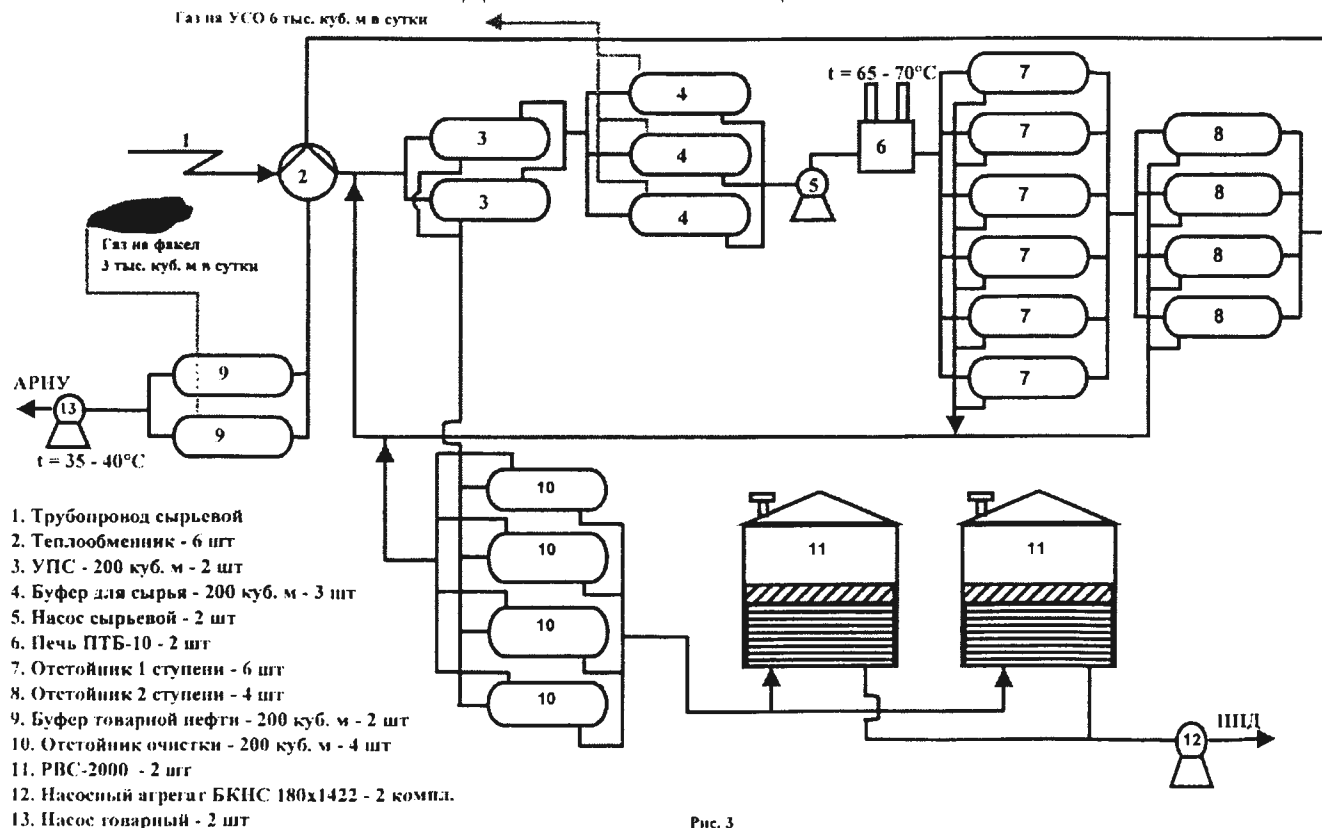 Газ на УСО 6 тыс. куб. м в сутки
t = 65 - 70°C
1
2
3
3
4
4
4
5
6
7
7
7
7
7
7
8
8
8
8
Газ на факел
3 тыс. куб. м в сутки
9
9
АРНУ
13
t = 35 - 40°C
10
10
10
10
11
11
12
ППД
1. Трубопровод сырьевой
2. Теплообменник - 6 шт
3. УПС - 200 куб. м - 2 шт
4. Буфер для сырья - 200 куб. м - 3 шт
5. Насос сырьевой - 2 шт
6. Печь ПТБ-10 - 2 шт
7. Отстойник 1 ступени - 6 шт
8. Отстойник 2 ступени - 4 шт
9. Буфер товарной нефти - 200 куб. м - 2 шт
10. Отстойник очистки - 200 куб. м - 4 шт
11. РВС-2000 - 2 шт
12. Насосный агрегат БКНС 180х1422 - 2 компл.
13. Насос товарный - 2 шт
Рис. 3